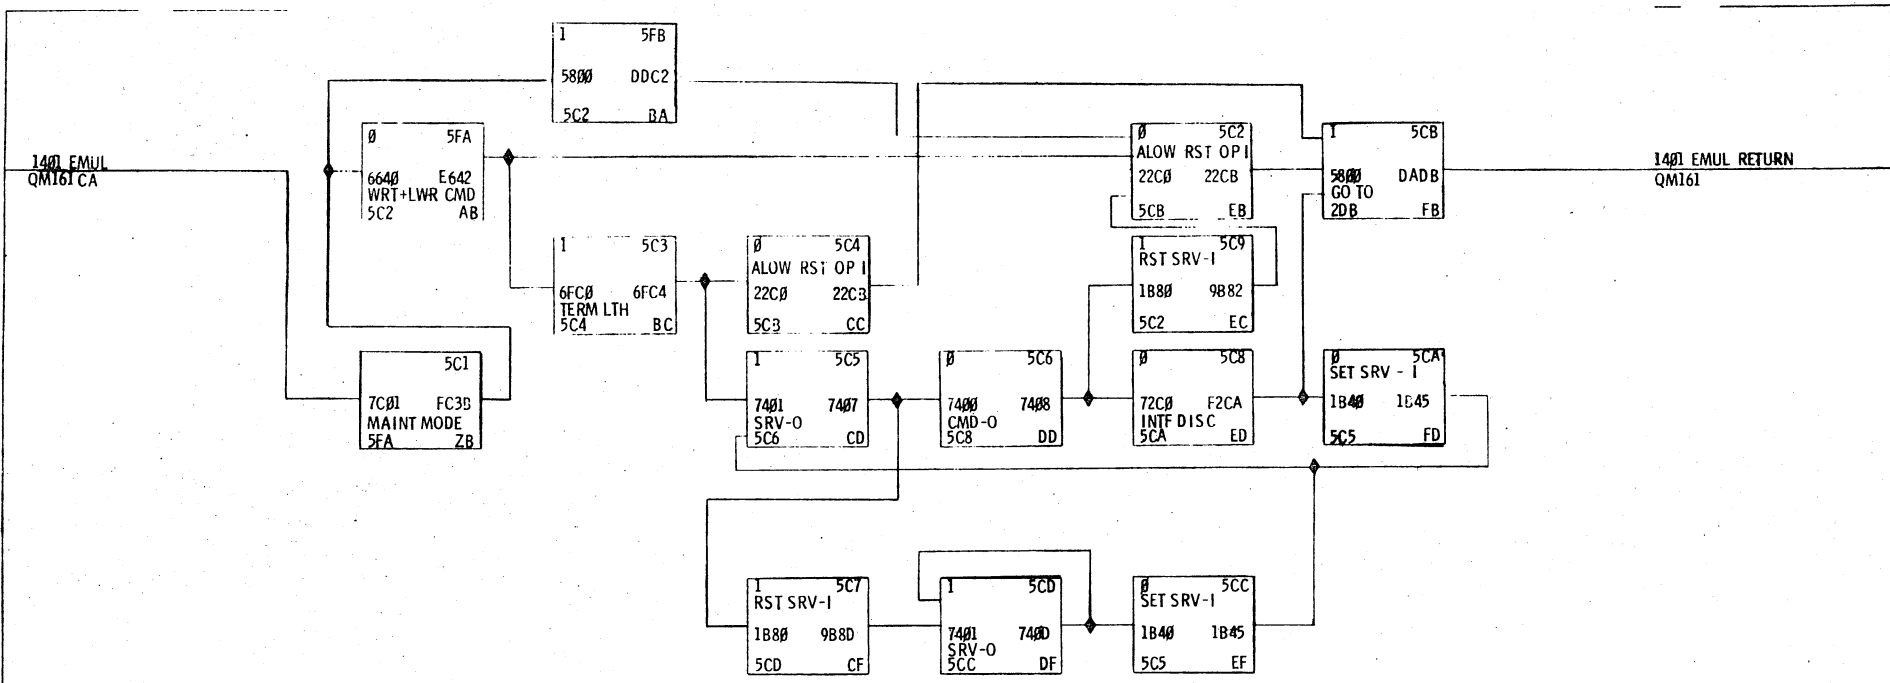 1401 EMUL
QM161 CA
1 5FB
5800 DDC2
5C2 BA
0 5FA
6640 E642
WRT+LWR CMD
5C2 AB
5C1
7C01 FC3B
MAINT MODE
5FA ZB
1 5C3
6FC0 6FC4
TERM LTH
5C4 BC
0 5C4
ALOW RST OP I
22C0 22CB
5CB CC
1 5C5
7401 7407
SRV-O
5C6 CD
0 5C6
7400 7408
CMD-O
5C8 DD
0 5C2
ALOW RST OP I
22C0 22CB
5CB EB
1 5C9
RST SRV-I
1B80 9B82
5C2 EC
0 5C8
72C0 F2CA
INTF DISC
5CA ED
1 5CB
5800 DADB
GO TO
2DB FB
0 5CA
SET SRV - I
1B40 1B45
5C5 FD
1 5C7
RST SRV-I
1B80 9B8D
5CD CF
1 5CD
7401 740D
SRV-O
5CC DF
0 5CC
SET SRV-I
1B40 1B45
5C5 EF
1401 EMUL RETURN
QM161